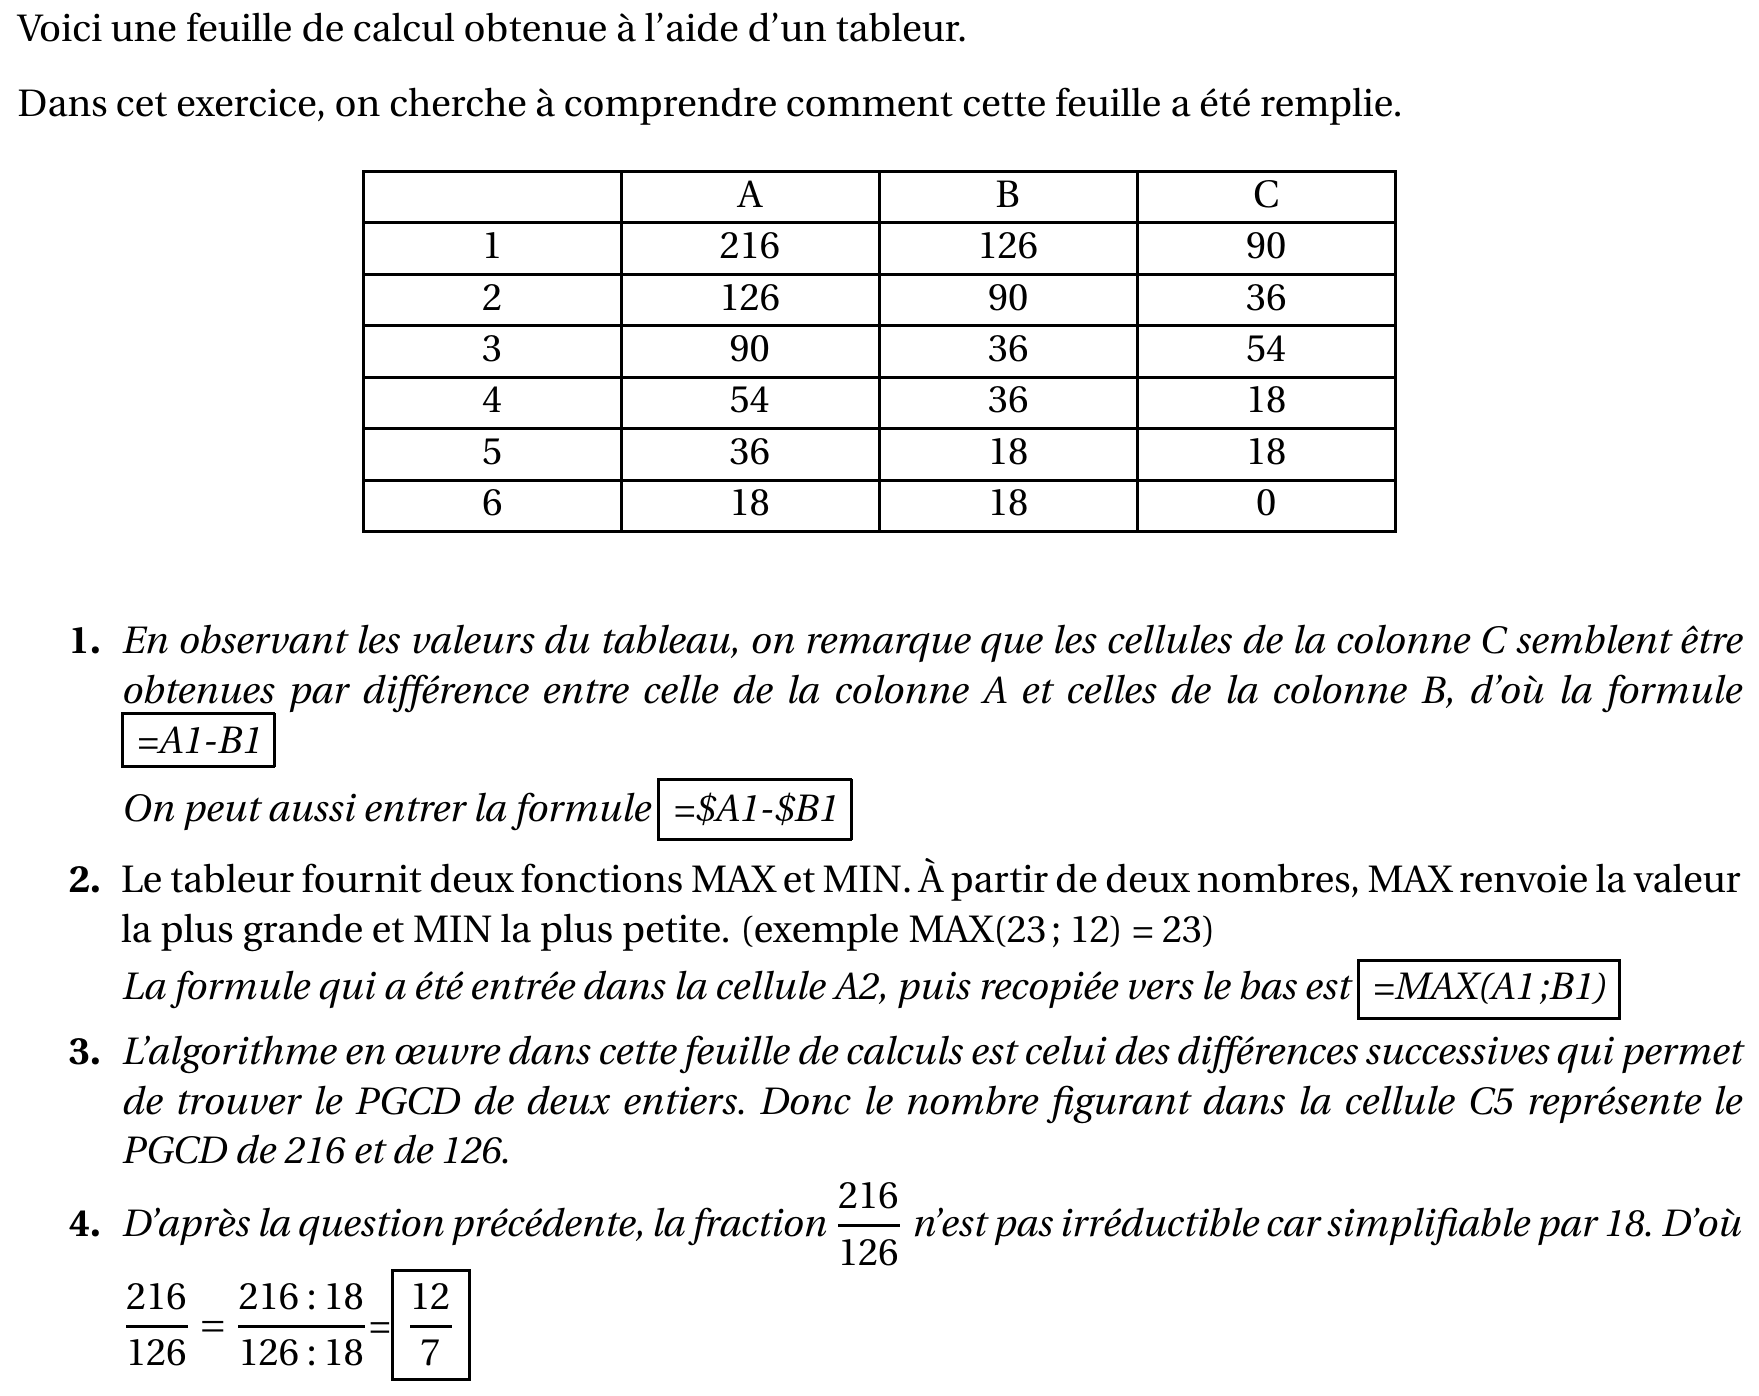 Voici une feuille de calcul obtenue à l'aide d'un tableur.
Dans cet exercice, on cherche à comprendre comment cette feuille a été remplie.
A B C
1 216 126 90
2 126 90 36
3 90 36 54
4 54 36 18
5 36 18 18
6 18 18 0
1. En observant les valeurs du tableau, on remarque que les cellules de la colonne C semblent être
obtenues par différence entre celle de la colonne A et celles de la colonne B, d'où la formule
=A1-B1
On peut aussi entrer la formule =$A1-$B1
2. Le tableur fournit deux fonctions MAX et MIN. À partir de deux nombres, MAX renvoie la valeur
la plus grande et MIN la plus petite. (exemple MAX(23 ; 12) = 23)
La formule qui a été entrée dans la cellule A2, puis recopiée vers le bas est =MAX(A1 ;B1)
3. L'algorithme en œuvre dans cette feuille de calculs est celui des différences successives qui permet
de trouver le PGCD de deux entiers. Donc le nombre figurant dans la cellule C5 représente le
PGCD de 216 et de 126.
4. D'après la question précédente, la fraction 216/126 n'est pas irréductible car simplifiable par 18. D'où
216/126 = 216 : 18/126 : 18 = 12/7